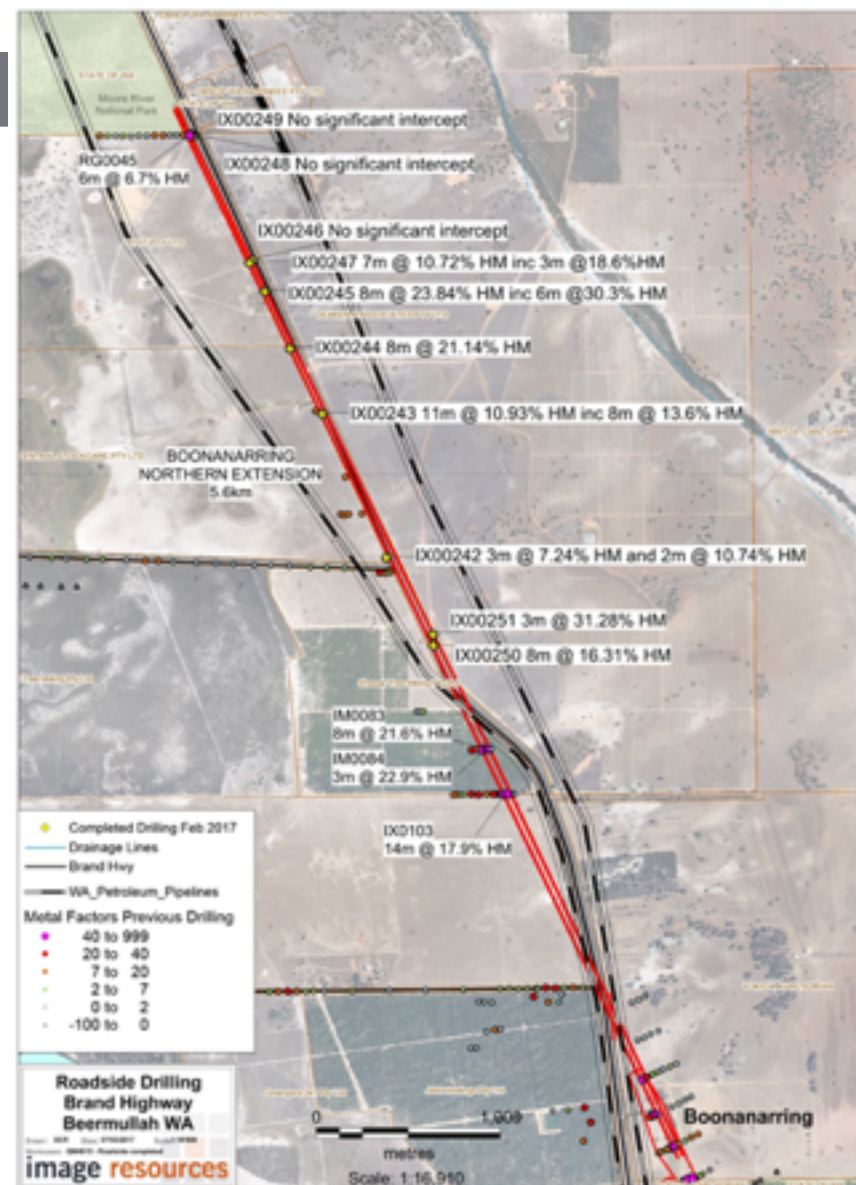 STATE OF WA
Moore River
National Park
IX00249 No significant intercept
RG0045
6m @ 6.7% HM
IX00248 No significant intercept
IX00246 No significant intercept
IX00247 7m @ 10.72% HM inc 3m @18.6%HM
IX00245 8m @ 23.84% HM inc 6m @30.3% HM
IX00244 8m @ 21.14% HM
IX00243 11m @ 10.93% HM inc 8m @ 13.6% HM
BOONANARRING
NORTHERN EXTENSION
5.6km
IX00242 3m @ 7.24% HM and 2m @ 10.74% HM
IX00251 3m @ 31.28% HM
IX00250 8m @ 16.31% HM
IM0083
8m @ 21.6% HM
IM0084
3m @ 22.9% HM
IX0103
14m @ 17.9% HM
Completed Drilling Feb 2017
Drainage Lines
Brand Hwy
WA_Petroleum_Pipelines
Metal Factors Previous Drilling
40 to 999
20 to 40
7 to 20
2 to 7
0 to 2
-100 to 0
Boonanarring
Roadside Drilling
Brand Highway
Beermullah WA
image resources
0 1,000
metres
Scale: 1:16,910